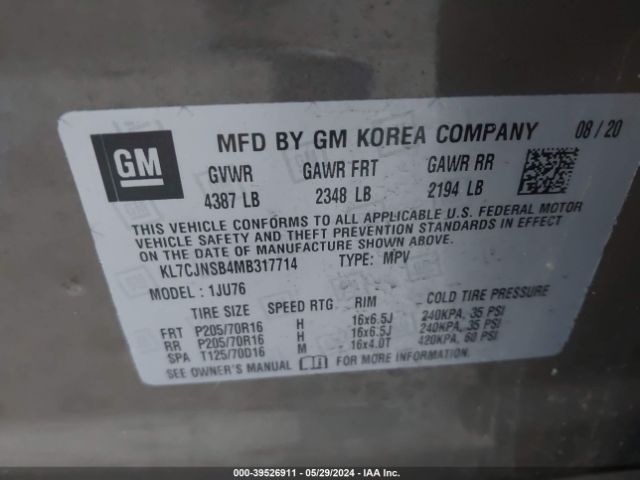 GM
MFD BY GM KOREA COMPANY 08/20
GVWR GAWR FRT GAWR RR
4387 LB 2348 LB 2194 LB
THIS VEHICLE CONFORMS TO ALL APPLICABLE U.S. FEDERAL MOTOR
VEHICLE SAFETY AND THEFT PREVENTION STANDARDS IN EFFECT
ON THE DATE OF MANUFACTURE SHOWN ABOVE.
KL7CJNSB4MB317714 TYPE: MPV
MODEL: 1JU76
TIRE SIZE SPEED RTG RIM COLD TIRE PRESSURE
FRT P205/70R16 H 16x6.5J 240KPA, 35 PSI
RR P205/70R16 H 16x6.5J 240KPA, 35 PSI
SPA T125/70D16 M 16x4.0T 420KPA, 60 PSI
SEE OWNER'S MANUAL FOR MORE INFORMATION.
000-39526911 - 05/29/2024 - IAA Inc.